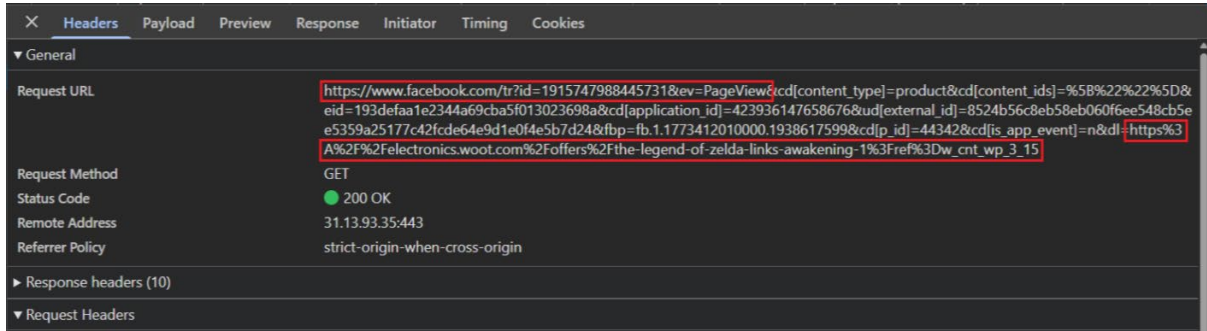 Headers Payload Preview Response Initiator Timing Cookies
▼ General
Request URL
https://www.facebook.com/tr?id=1915747988445731&ev=PageView&cd[content_type]=product&cd[content_ids]=%5B%22%22%5D&
eid=193defaa1e2344a69cba5f013023698a&cd[application_id]=423936147658676&ud[external_id]=8524b56c8eb58eb060f6ee548cb5e
e5359a25177c42fcde64e9d1e0f4e5b7d24&fbp=fb.1.1773412010000.1938617599&cd[p_id]=44342&cd[is_app_event]=n&dl=https%3
A%2F%2Felectronics.woot.com%2Foffers%2Fthe-legend-of-zelda-links-awakening-1%3Fref%3Dw_cnt_wp_3_15
Request Method GET
Status Code 200 OK
Remote Address 31.13.93.35:443
Referrer Policy strict-origin-when-cross-origin
▶ Response headers (10)
▼ Request Headers